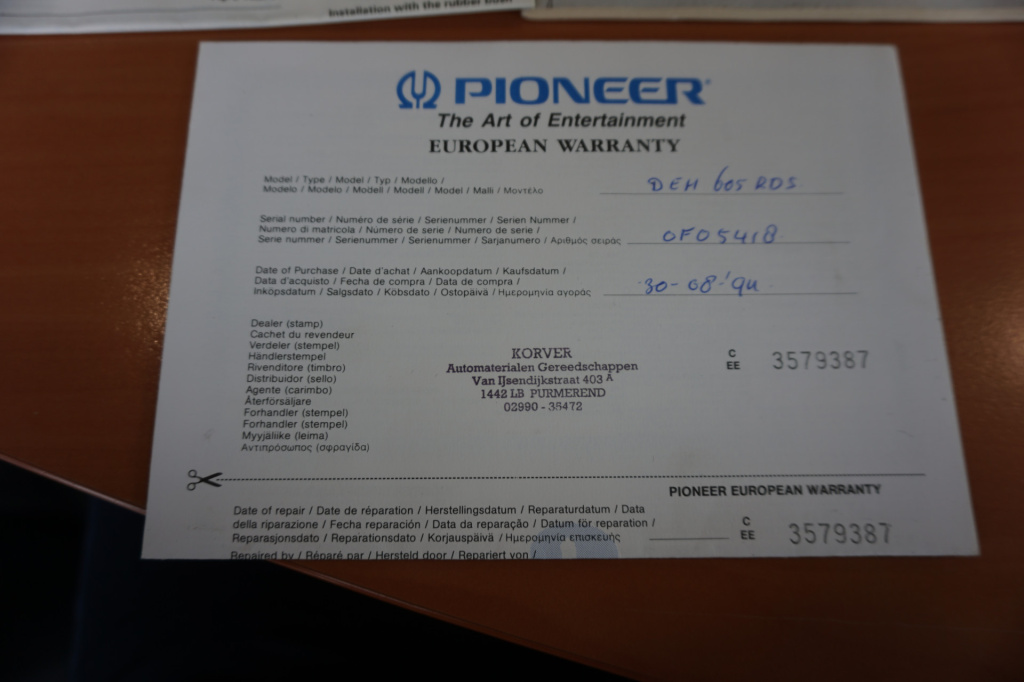 Installation with the rubber
PIONEER
The Art of Entertainment
EUROPEAN WARRANTY
Model / Type / Model / Typ / Modello /
Modelo / Modelo / Modell / Modell / Model / Malli / Μοντέλο
DEH 605 RDS
Serial number / Numéro de série / Serienummer / Serien Nummer /
Numero di matricola / Número de série / Numero de serie /
Serie nummer / Serienummer / Serienummer / Sarjanumero / Αριθμός σειράς
OFO5418
Date of Purchase / Date d'achat / Aankoopdatum / Kaufsdatum /
Data d'acquisto / Fecha de compra / Data de compra /
Inköpsdatum / Salgsdato / Köbsdato / Ostopäivä / Ημερομηνία αγοράς
30-08-'94
Dealer (stamp)
Cachet du revendeur
Verdeler (stempel)
Händlerstempel
Rivenditore (timbro)
Distribuidor (sello)
Agente (carimbo)
Återförsäljare
Forhandler (stempel)
Forhandler (stempel)
Myyjäliike (leima)
Αντιπρόσωπος (σφραγίδα)
KORVER
Automaterialen Gereedschappen
Van IJsendijkstraat 403 A
1442 LB PURMEREND
02990 - 35472
C
EE 3579387
PIONEER EUROPEAN WARRANTY
Date of repair / Date de réparation / Herstellingsdatum / Reparaturdatum / Data
della riparazione / Fecha reparación / Data da reparação / Datum för reparation /
Reparasjonsdato / Reparationsdato / Korjauspäivä / Ημερομηνία επισκευής
C
EE 3579387
Repaired by / Réparé par / Hersteld door / Repariert von /